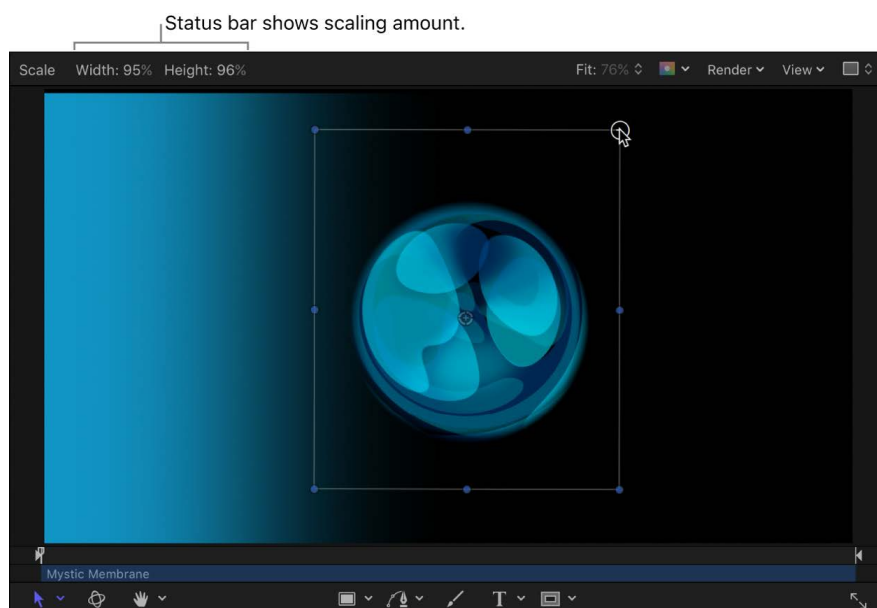 Status bar shows scaling amount.
Scale Width: 95% Height: 96% Fit: 76% Render View
Mystic Membrane
T